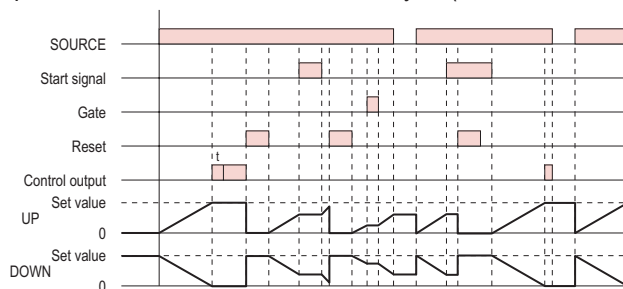 SOURCE
Start signal
Gate
Reset
t
Control output
Set value
UP
0
Set value
DOWN
0